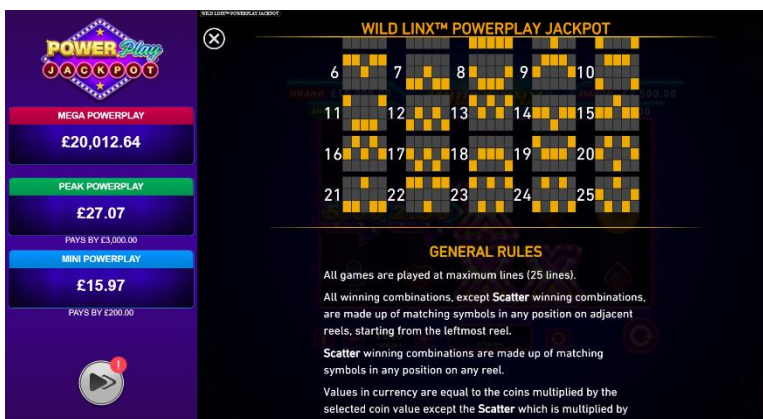 WILD LINX™ POWERPLAY JACKPOT
POWER Play
JACKPOT
MEGA POWERPLAY
£20,012.64
PEAK POWERPLAY
£27.07
PAYS BY £3,000.00
MINI POWERPLAY
£15.97
PAYS BY £200.00
!
WILD LINX™ POWERPLAY JACKPOT
6 7 8 9 10
11 12 13 14 15
16 17 18 19 20
21 22 23 24 25
GENERAL RULES
All games are played at maximum lines (25 lines).
All winning combinations, except Scatter winning combinations,
are made up of matching symbols in any position on adjacent
reels, starting from the leftmost reel.
Scatter winning combinations are made up of matching
symbols in any position on any reel.
Values in currency are equal to the coins multiplied by the
selected coin value except the Scatter which is multiplied by